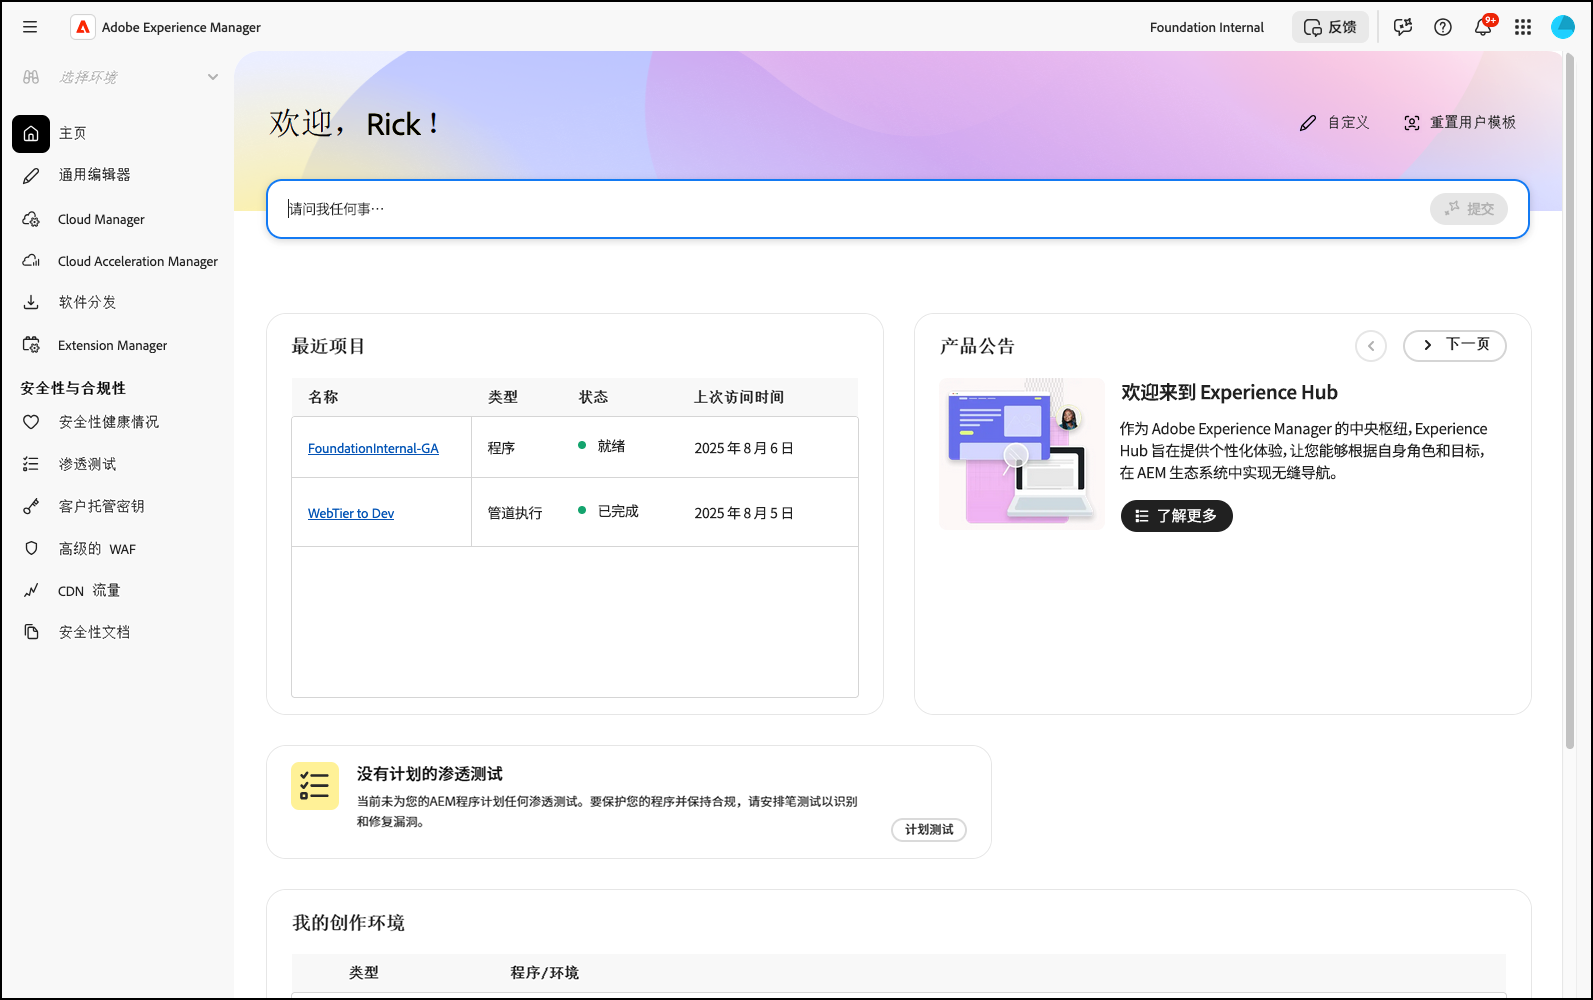 Adobe Experience Manager
Foundation Internal
反馈
9+
选择环境
主页
通用编辑器
Cloud Manager
Cloud Acceleration Manager
软件分发
Extension Manager
安全性与合规性
安全性健康情况
渗透测试
客户托管密钥
高级的 WAF
CDN 流量
安全性文档
欢迎，Rick！
自定义
重置用户模板
请问我任何事…
提交
最近项目
名称 类型 状态 上次访问时间
FoundationInternal-GA 程序 就绪 2025 年 8 月 6 日
WebTier to Dev 管道执行 已完成 2025 年 8 月 5 日
产品公告
下一页
欢迎来到 Experience Hub
作为 Adobe Experience Manager 的中央枢纽，Experience
Hub 旨在提供个性化体验，让您能够根据自身角色和目标，
在 AEM 生态系统中实现无缝导航。
了解更多
没有计划的渗透测试
当前未为您的AEM程序计划任何渗透测试。要保护您的程序并保持合规，请安排笔测试以识别
和修复漏洞。
计划测试
我的创作环境
类型 程序/环境